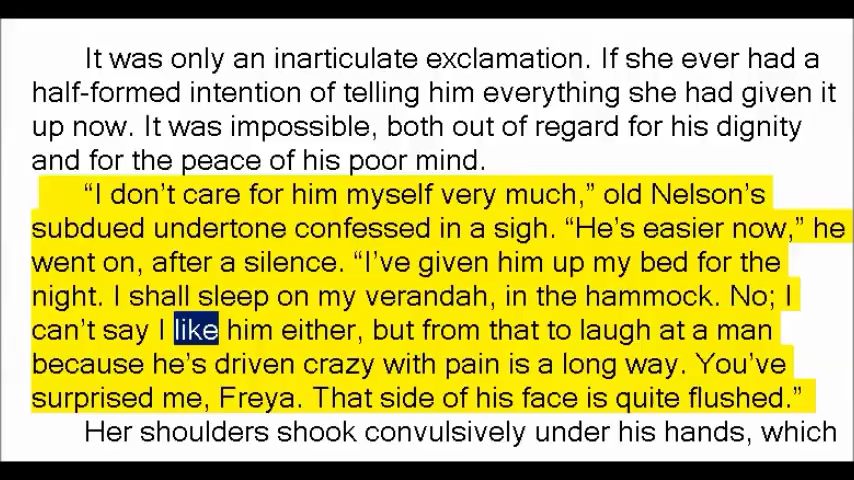 It was only an inarticulate exclamation. If she ever had a
half-formed intention of telling him everything she had given it
up now. It was impossible, both out of regard for his dignity
and for the peace of his poor mind.
“I don’t care for him myself very much,” old Nelson’s
subdued undertone confessed in a sigh. “He’s easier now,” he
went on, after a silence. “I’ve given him up my bed for the
night. I shall sleep on my verandah, in the hammock. No; I
can’t say I like him either, but from that to laugh at a man
because he’s driven crazy with pain is a long way. You’ve
surprised me, Freya. That side of his face is quite flushed.”
Her shoulders shook convulsively under his hands, which